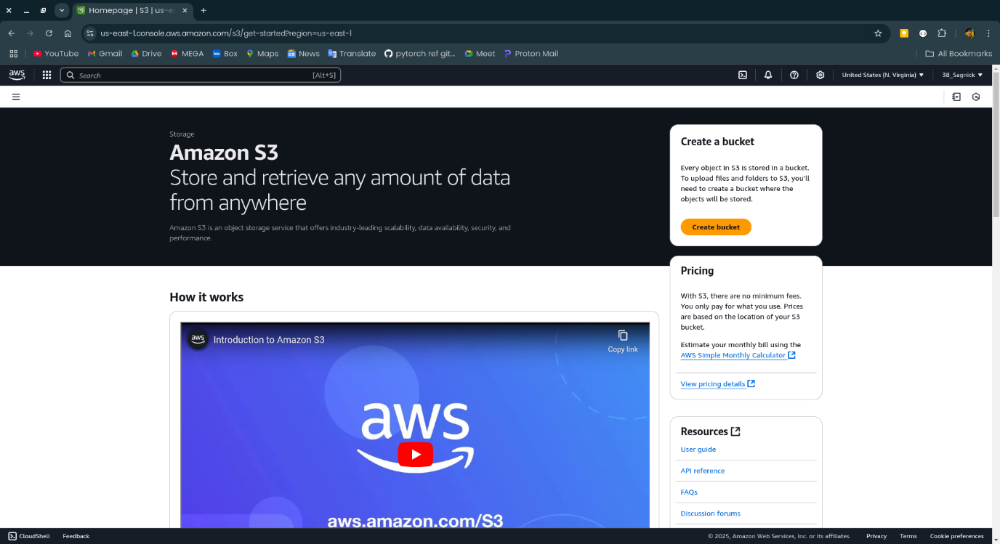 Homepage | S3 | us-ea
us-east-1.console.aws.amazon.com/s3/get-started?region=us-east-1
YouTube
Gmail
Drive
MEGA
Box
Maps
News
Translate
pytorch ref git...
Meet
Proton Mail
All Bookmarks
aws
Search
[Alt+S]
United States (N. Virginia)
38_Sagnick
Storage
Amazon S3
Store and retrieve any amount of data
from anywhere
Amazon S3 is an object storage service that offers industry-leading scalability, data availability, security, and
performance.
Create a bucket
Every object in S3 is stored in a bucket.
To upload files and folders to S3, you'll
need to create a bucket where the
objects will be stored.
Create bucket
Pricing
With S3, there are no minimum fees.
You only pay for what you use. Prices
are based on the location of your S3
bucket.
Estimate your monthly bill using the
AWS Simple Monthly Calculator
View pricing details
How it works
aws
Introduction to Amazon S3
Copy link
aws
aws.amazon.com/S3
Resources
User guide
API reference
FAQs
Discussion forums
CloudShell
Feedback
© 2025, Amazon Web Services, Inc. or its affiliates.
Privacy
Terms
Cookie preferences